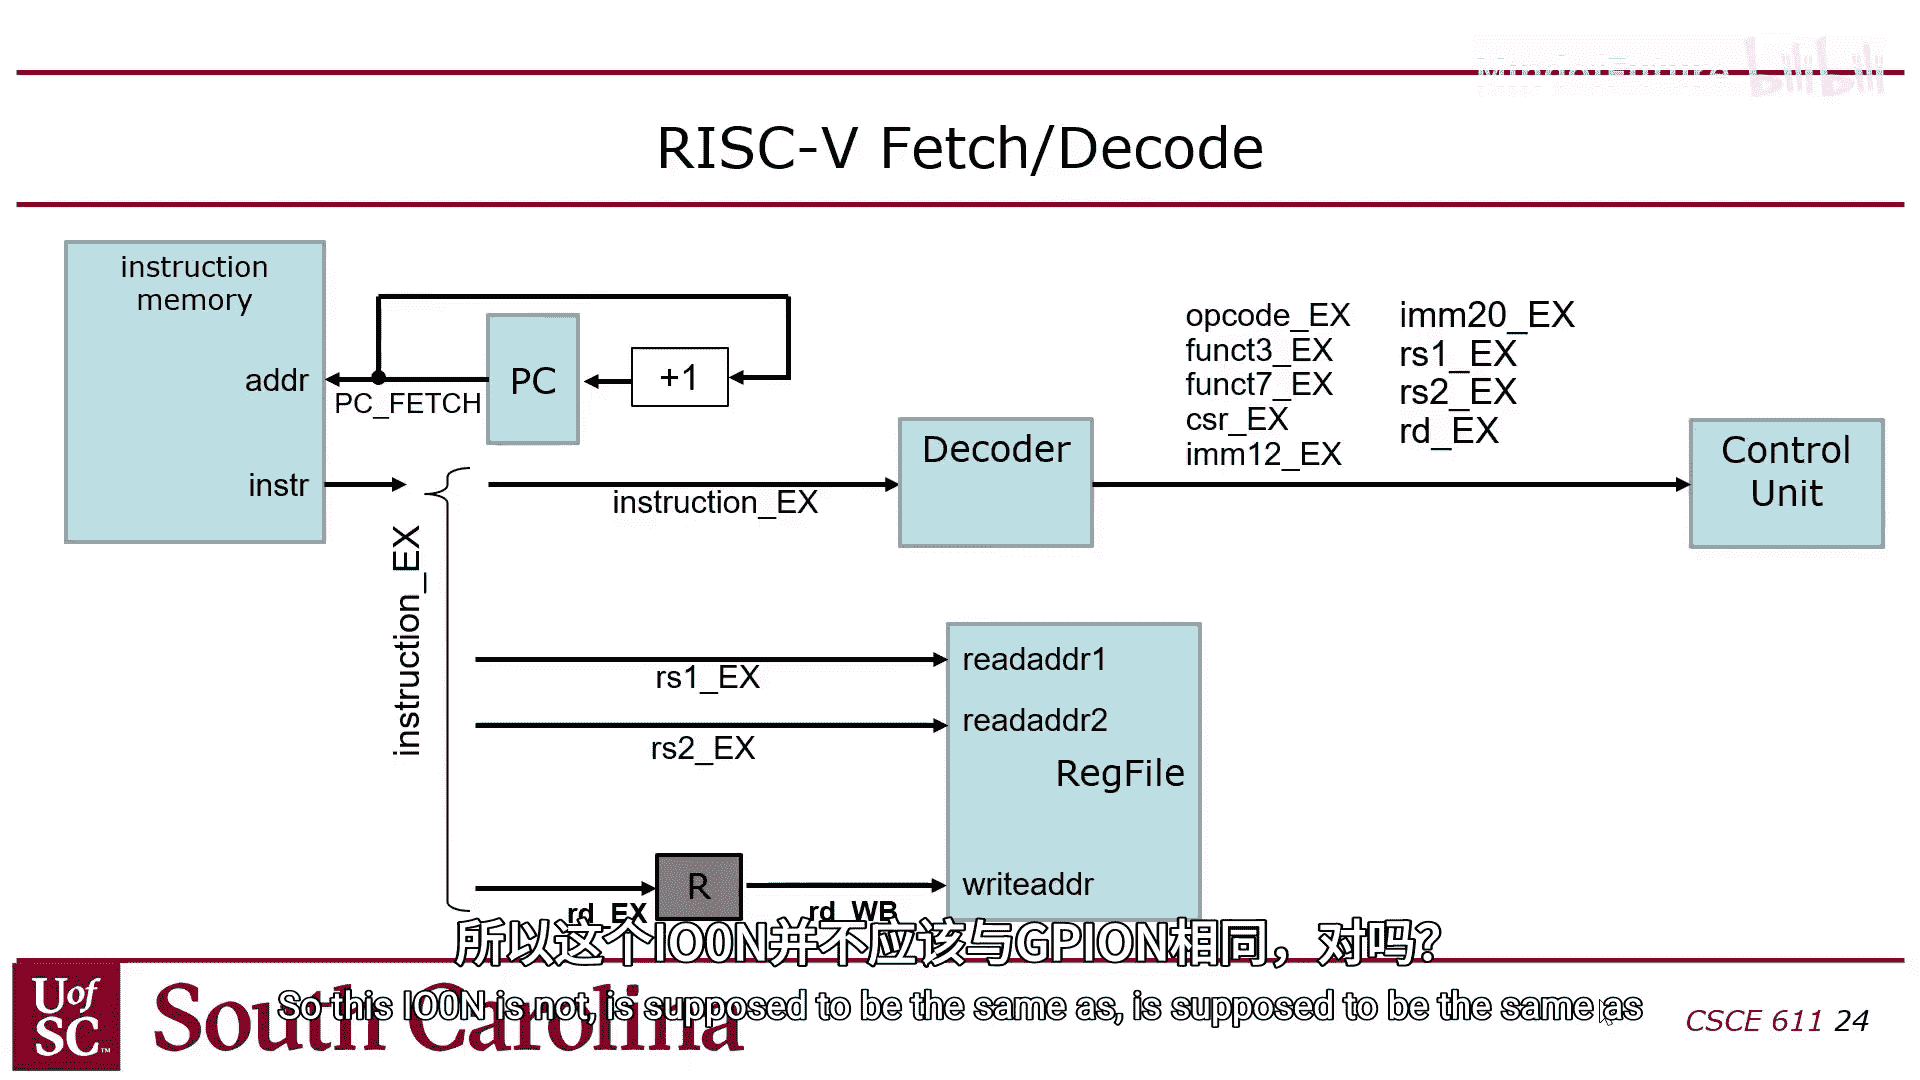 bilibili
RISC-V Fetch/Decode
instruction
memory
addr
instr
PC_FETCH
PC
+1
instruction_EX
instruction_EX
Decoder
opcode_EX
funct3_EX
funct7_EX
csr_EX
imm12_EX
imm20_EX
rs1_EX
rs2_EX
rd_EX
Control
Unit
rs1_EX
rs2_EX
readaddr1
readaddr2
RegFile
writeaddr
rd_EX
R
rd_WB
所以这个IO0N并不应该与GPION相同，对吗？
So this IO0N is not, is supposed to be the same as, is supposed to be the same as
UofSC™
South Carolina
CSCE 611 24